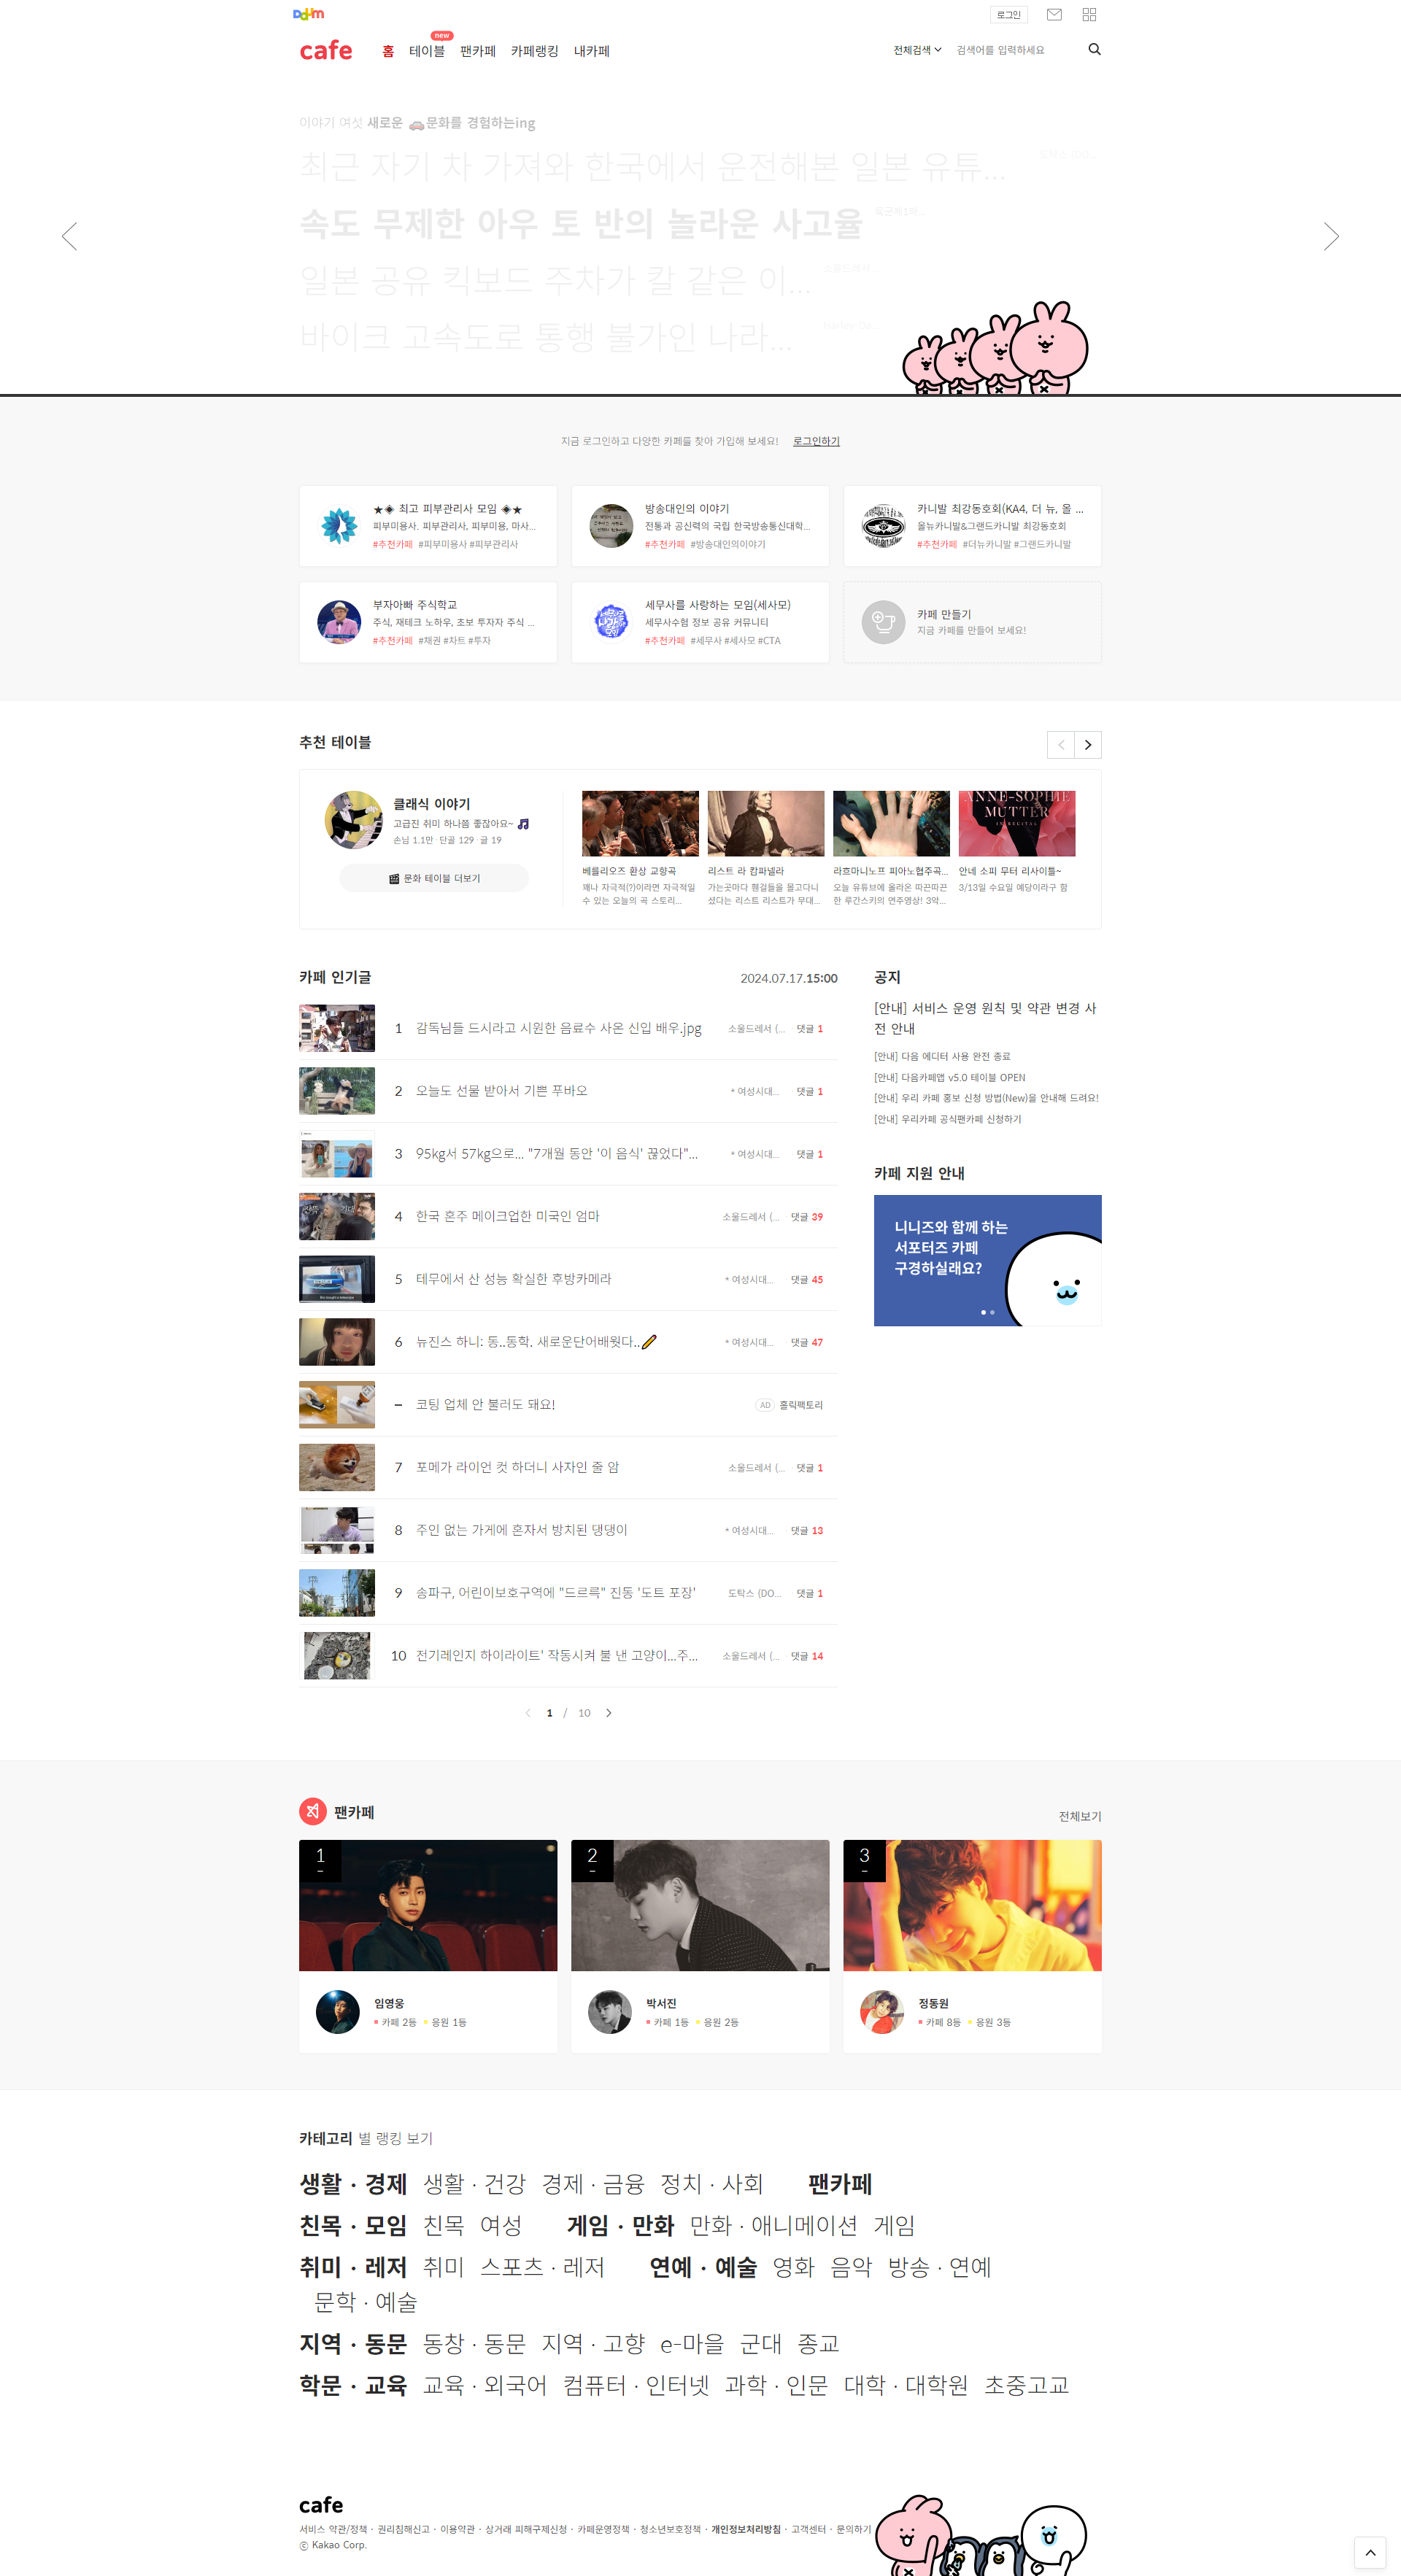 Daum
로그인
cafe
홈
테이블
new
팬카페
카페랭킹
내카페
전체검색
검색어를 입력하세요
이야기 여섯 새로운 🚗문화를 경험하는ing
최근 자기 차 가져와 한국에서 운전해본 일본 유튜...
도탁스 (DO...
속도 무제한 아우 토 반의 놀라운 사고율
일본 공유 킥보드 주차가 칼 같은 이...
소울드레서...
바이크 고속도로 통행 불가인 나라...
지금 로그인하고 다양한 카페를 찾아 가입해 보세요! 로그인하기
★◈ 최고 피부관리사 모임 ◈★
피부미용사. 피부관리사, 피부미용, 마사...
#추천카페 #피부미용사 #피부관리사
방송대인의 이야기
전통과 공신력의 국립 한국방송통신대학...
#추천카페 #방송대인의이야기
카니발 최강동호회(KA4, 더 뉴, 올 ...
올뉴카니발&그랜드카니발 최강동호회
#추천카페 #더뉴카니발 #그랜드카니발
부자아빠 주식학교
주식, 재테크 노하우, 초보 투자자 주식 ...
#추천카페 #채권 #차트 #투자
세무사를 사랑하는 모임(세사모)
세무사수험 정보 공유 커뮤니티
#추천카페 #세무사 #세사모 #CTA
카페 만들기
지금 카페를 만들어 보세요!
추천 테이블
클래식 이야기
고급진 취미 하나쯤 좋잖아요~ 🎵
손님 1.1만 · 단골 129 · 글 19
🎬 문화 테이블 더보기
베를리오즈 환상 교향곡
꽤나 자극적(?)이라면 자극적일
수 있는 오늘의 곡 스토리...
리스트 라 캄파넬라
가는곳마다 팬걸들을 몰고다니
셨다는 리스트 리스트가 무대...
라흐마니노프 피아노협주곡...
오늘 유튜브에 올라온 따끈따끈
한 루간스키의 연주영상! 3악...
ANNE-SOPHIE
MUTTER
IN RECITAL
안네 소피 무터 리사이틀~
3/13일 수요일 예당이라구 함
카페 인기글
2024.07.17.15:00
1 감독님들 드시라고 시원한 음료수 사온 신입 배우.jpg 소울드레서 (... 댓글 1
2 오늘도 선물 받아서 기쁜 푸바오 * 여성시대... 댓글 1
3 95kg서 57kg으로... "7개월 동안 '이 음식' 끊었다"... * 여성시대... 댓글 1
4 한국 혼주 메이크업한 미국인 엄마 소울드레서 (... 댓글 39
5 테무에서 산 성능 확실한 후방카메라 * 여성시대... 댓글 45
6 뉴진스 하니: 동..동학. 새로운단어배웟다..✏️ * 여성시대... 댓글 47
– 코팅 업체 안 불러도 돼요! AD 홀릭팩토리
7 포메가 라이언 컷 하더니 사자인 줄 암 소울드레서 (... 댓글 1
8 주인 없는 가게에 혼자서 방치된 댕댕이 * 여성시대... 댓글 13
9 송파구, 어린이보호구역에 "드르륵" 진동 '도트 포장' 도탁스 (DO... 댓글 1
10 전기레인지 하이라이트' 작동시켜 불 낸 고양이...주... 소울드레서 (... 댓글 14
1 / 10
공지
[안내] 서비스 운영 원칙 및 약관 변경 사
전 안내
[안내] 다음 에디터 사용 완전 종료
[안내] 다음카페앱 v5.0 테이블 OPEN
[안내] 우리 카페 홍보 신청 방법(New)을 안내해 드려요!
[안내] 우리카페 공식팬카페 신청하기
카페 지원 안내
니니즈와 함께 하는
서포터즈 카페
구경하실래요?
팬카페
전체보기
1
임영웅
카페 2등 응원 1등
2
박서진
카페 1등 응원 2등
3
정동원
카페 8등 응원 3등
카테고리 별 랭킹 보기
생활 · 경제 생활 · 건강 경제 · 금융 정치 · 사회 팬카페
친목 · 모임 친목 여성 게임 · 만화 만화 · 애니메이션 게임
취미 · 레저 취미 스포츠 · 레저 연예 · 예술 영화 음악 방송 · 연예
문학 · 예술
지역 · 동문 동창 · 동문 지역 · 고향 e-마을 군대 종교
학문 · 교육 교육 · 외국어 컴퓨터 · 인터넷 과학 · 인문 대학 · 대학원 초중고교
cafe
서비스 약관/정책 · 권리침해신고 · 이용약관 · 상거래 피해구제신청 · 카페운영정책 · 청소년보호정책 · 개인정보처리방침 · 고객센터 · 문의하기
ⓒ Kakao Corp.